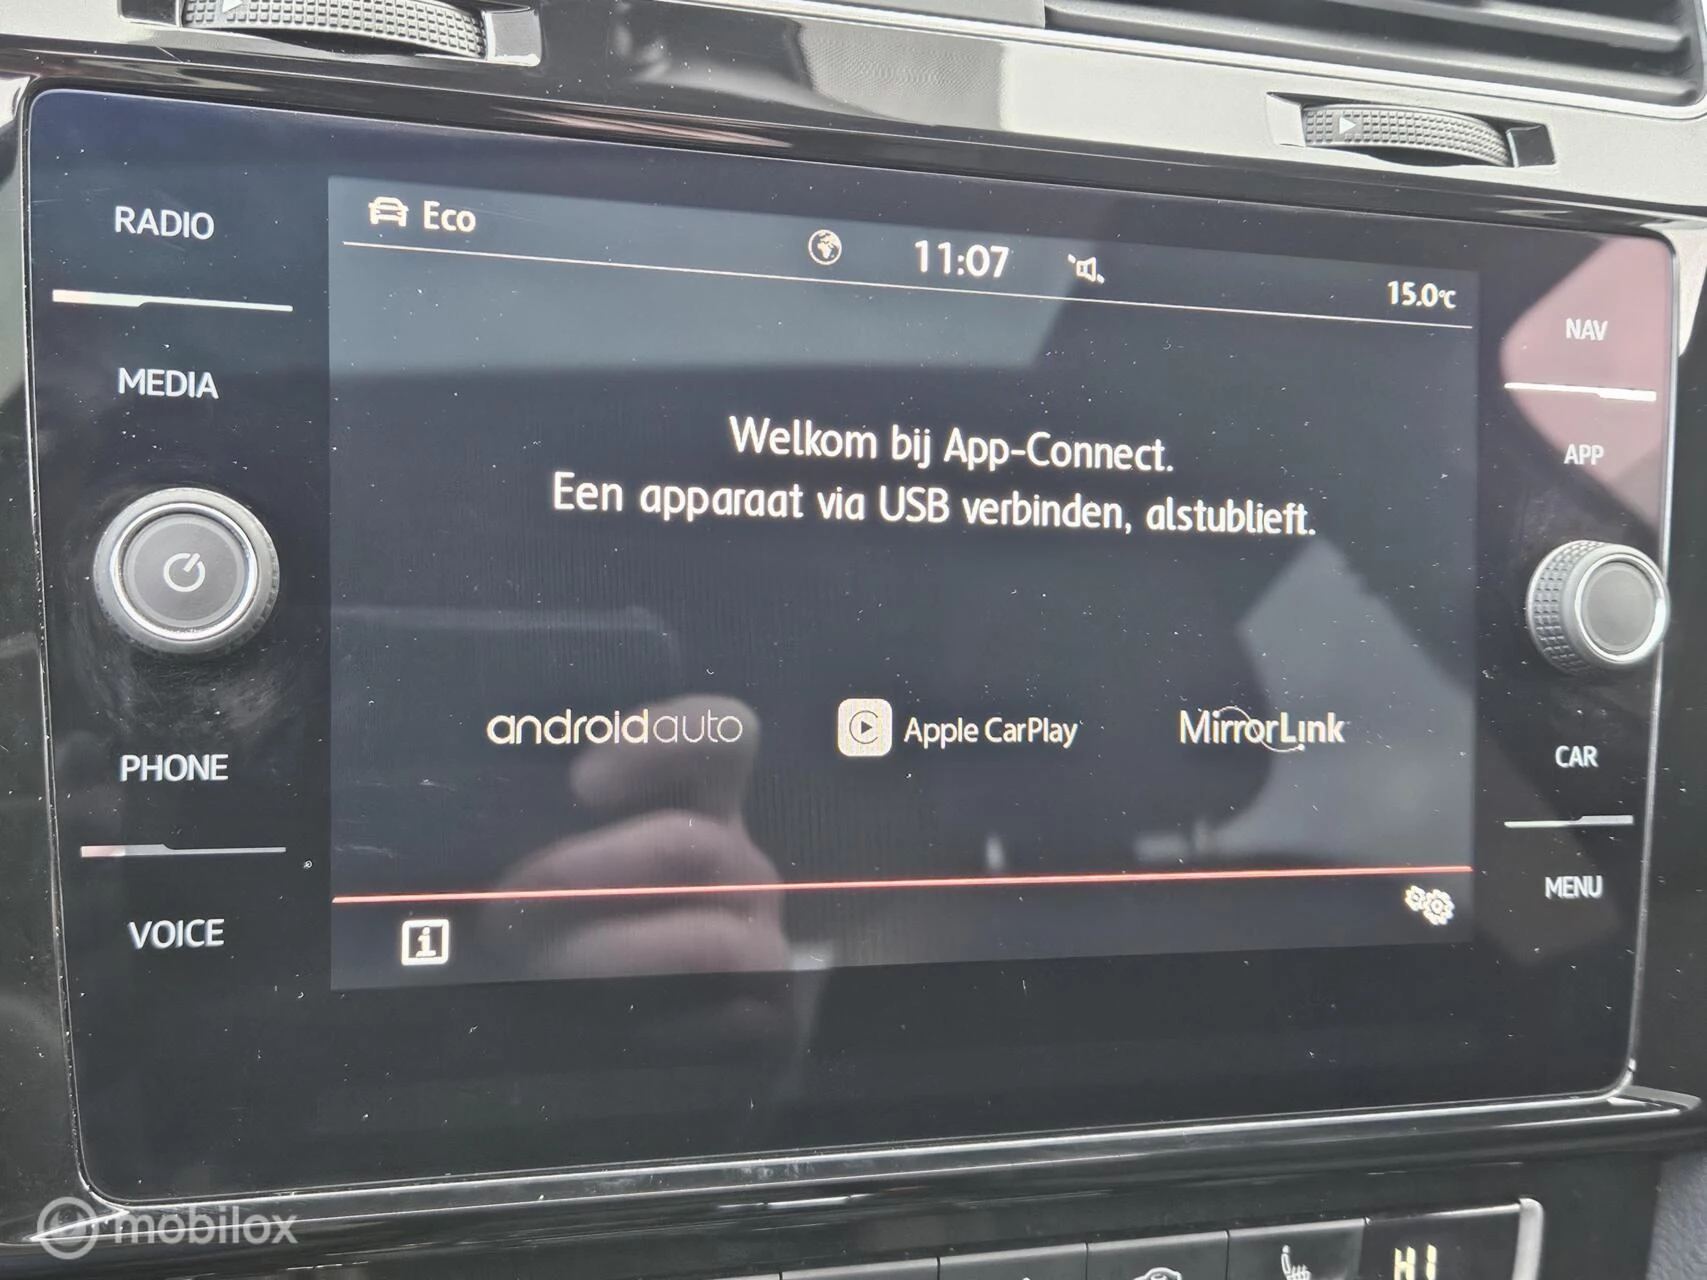 RADIO
MEDIA
PHONE
VOICE
Eco
11:07
15.0°C
Welkom bij App-Connect.
Een apparaat via USB verbinden, alstublieft.
androidauto
Apple CarPlay
MirrorLink
i
NAV
APP
CAR
MENU
HI
mobilox